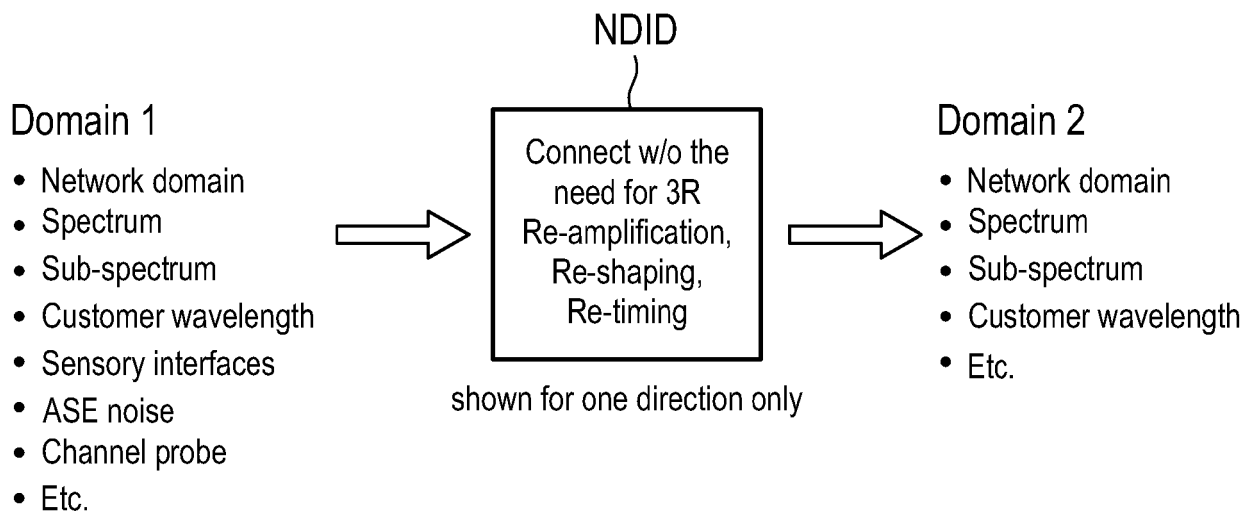 NDID
Domain 1
• Network domain
• Spectrum
• Sub-spectrum
• Customer wavelength
• Sensory interfaces
• ASE noise
• Channel probe
• Etc.
Connect w/o the
need for 3R
Re-amplification,
Re-shaping,
Re-timing
shown for one direction only
Domain 2
• Network domain
• Spectrum
• Sub-spectrum
• Customer wavelength
• Etc.